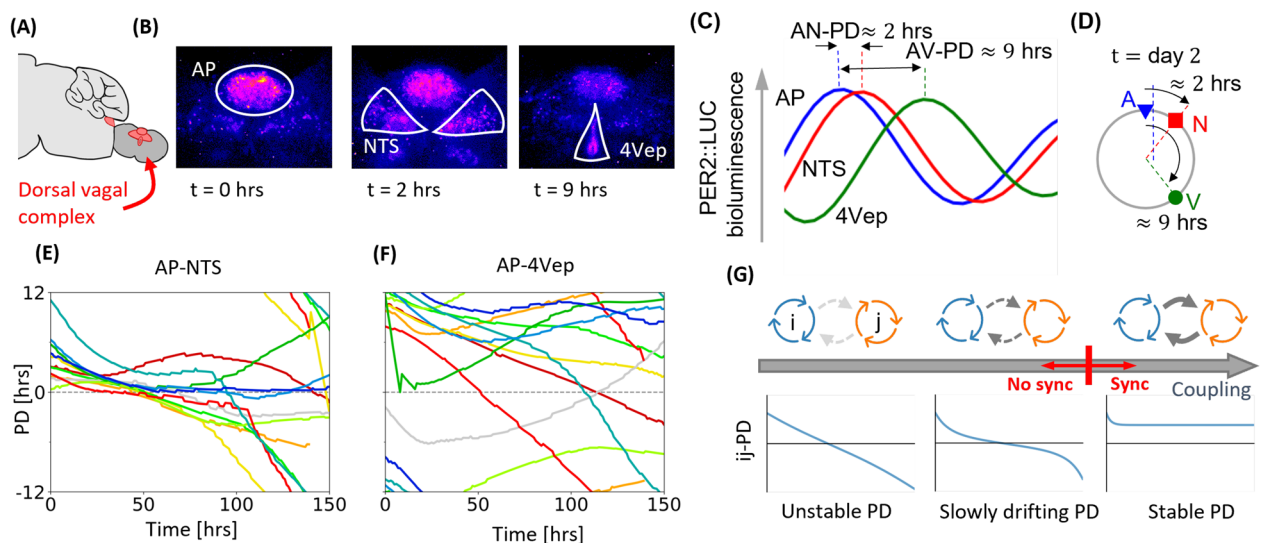 (A)
Dorsal vagal
complex
(B)
AP
t = 0 hrs
NTS
t = 2 hrs
4Vep
t = 9 hrs
(C)
AN-PD≈ 2 hrs
AV-PD ≈ 9 hrs
PER2::LUC
bioluminescence
AP
NTS
4Vep
(D)
t = day 2
≈ 2 hrs
A
N
V
≈ 9 hrs
(E)
AP-NTS
PD [hrs]
12
0
-12
0
50
100
150
Time [hrs]
(F)
AP-4Vep
0
50
100
150
Time [hrs]
(G)
i
j
No sync
Sync
Coupling
ij-PD
Unstable PD
Slowly drifting PD
Stable PD